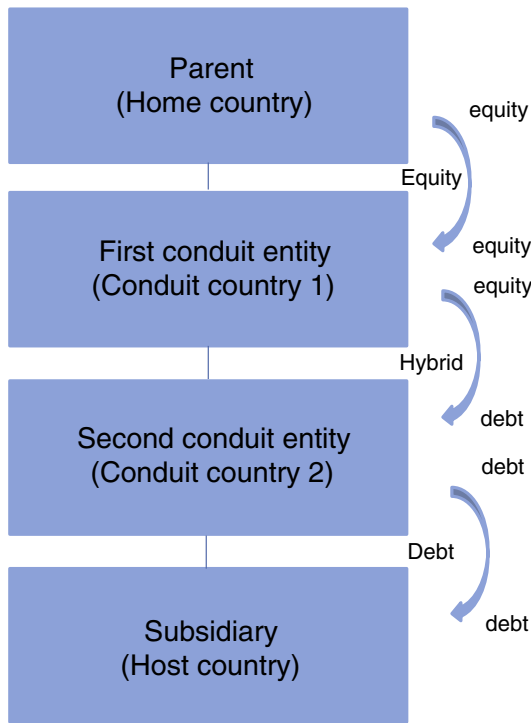 Parent
(Home country)
equity
Equity
equity
First conduit entity
(Conduit country 1)
equity
Hybrid
debt
Second conduit entity
(Conduit country 2)
debt
Debt
debt
Subsidiary
(Host country)